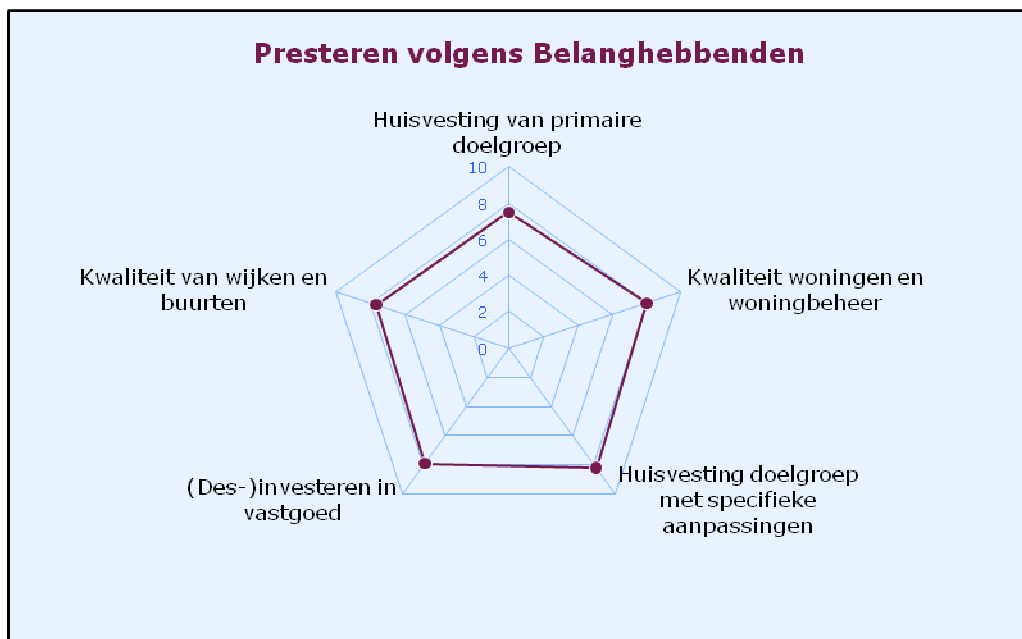 Presteren volgens Belanghebbenden
Huisvesting van primaire
doelgroep
10
8
6
4
2
0
Kwaliteit van wijken en
buurten
Kwaliteit woningen en
woningbeheer
(Des-)investeren in
vastgoed
Huisvesting doelgroep
met specifieke
aanpassingen